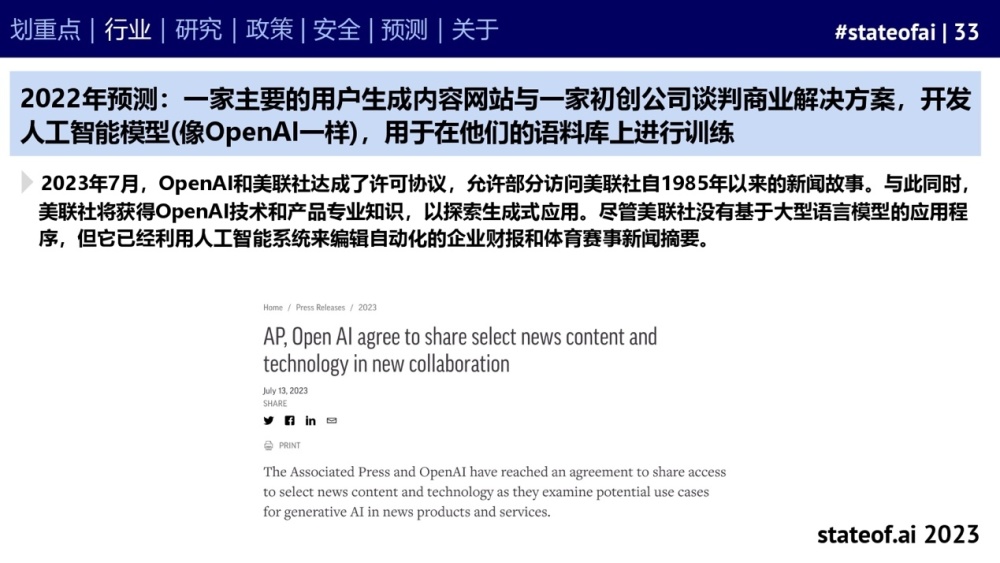 划重点 | 行业 | 研究 | 政策 | 安全 | 预测 | 关于
#stateofai | 33
2022年预测：一家主要的用户生成内容网站与一家初创公司谈判商业解决方案，开发
人工智能模型(像OpenAI一样)，用于在他们的语料库上进行训练
2023年7月，OpenAI和美联社达成了许可协议，允许部分访问美联社自1985年以来的新闻故事。与此同时，
美联社将获得OpenAI技术和产品专业知识，以探索生成式应用。尽管美联社没有基于大型语言模型的应用程
序，但它已经利用人工智能系统来编辑自动化的企业财报和体育赛事新闻摘要。
Home / Press Releases / 2023
AP, Open AI agree to share select news content and
technology in new collaboration
July 13, 2023
SHARE
PRINT
The Associated Press and OpenAI have reached an agreement to share access
to select news content and technology as they examine potential use cases
for generative AI in news products and services.
stateof.ai 2023